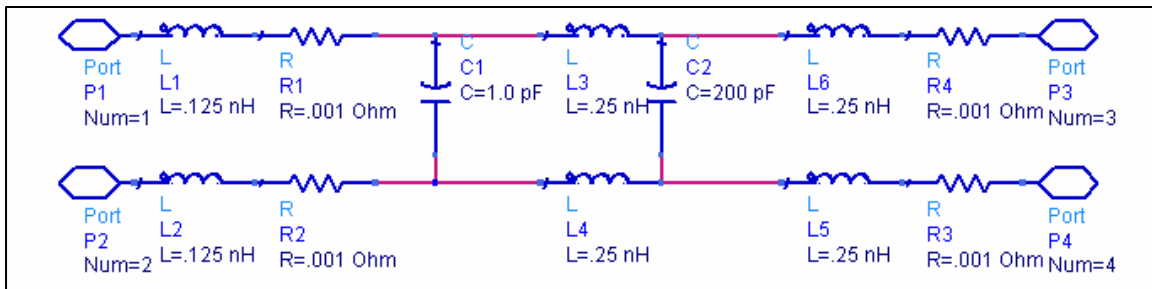 Port
P1
Num=1
L
L1
L=.125 nH
R
R1
R=.001 Ohm
C
C1
C=1.0 pF
L
L3
L=.25 nH
C
C2
C=200 pF
L
L6
L=.25 nH
R
R4
R=.001 Ohm
Port
P3
Num=3
Port
P2
Num=2
L
L2
L=.125 nH
R
R2
R=.001 Ohm
L
L4
L=.25 nH
L
L5
L=.25 nH
R
R3
R=.001 Ohm
Port
P4
Num=4